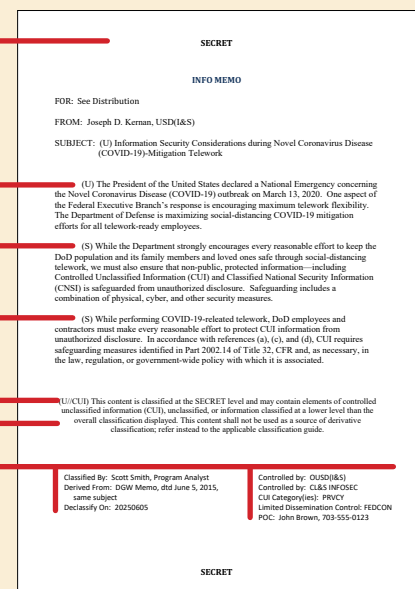 SECRET
INFO MEMO
FOR: See Distribution
FROM: Joseph D. Kernan, USD(I&S)
SUBJECT: (U) Information Security Considerations during Novel Coronavirus Disease
(COVID-19)-Mitigation Telework
(U) The President of the United States declared a National Emergency concerning
the Novel Coronavirus Disease (COVID-19) outbreak on March 13, 2020. One aspect of
the Federal Executive Branch's response is encouraging maximum telework flexibility.
The Department of Defense is maximizing social-distancing COVID-19 mitigation
efforts for all telework-ready employees.
(S) While the Department strongly encourages every reasonable effort to keep the
DoD population and its family members and loved ones safe through social-distancing
telework, we must also ensure that non-public, protected information—including
Controlled Unclassified Information (CUI) and Classified National Security Information
(CNSI) is safeguarded from unauthorized disclosure. Safeguarding includes a
combination of physical, cyber, and other security measures.
(S) While performing COVID-19-releated telework, DoD employees and
contractors must make every reasonable effort to protect CUI information from
unauthorized disclosure. In accordance with references (a), (c), and (d), CUI requires
safeguarding measures identified in Part 2002.14 of Title 32, CFR and, as necessary, in
the law, regulation, or government-wide policy with which it is associated.
(U//CUI) This content is classified at the SECRET level and may contain elements of controlled
unclassified information (CUI), unclassified, or information classified at a lower level than the
overall classification displayed. This content shall not be used as a source of derivative
classification; refer instead to the applicable classification guide.
Classified By: Scott Smith, Program Analyst
Derived From: DGW Memo, dtd June 5, 2015,
same subject
Declassify On: 20250605
Controlled by: OUSD(I&S)
Controlled by: CL&S INFOSEC
CUI Category(ies): PRVCY
Limited Dissemination Control: FEDCON
POC: John Brown, 703-555-0123
SECRET